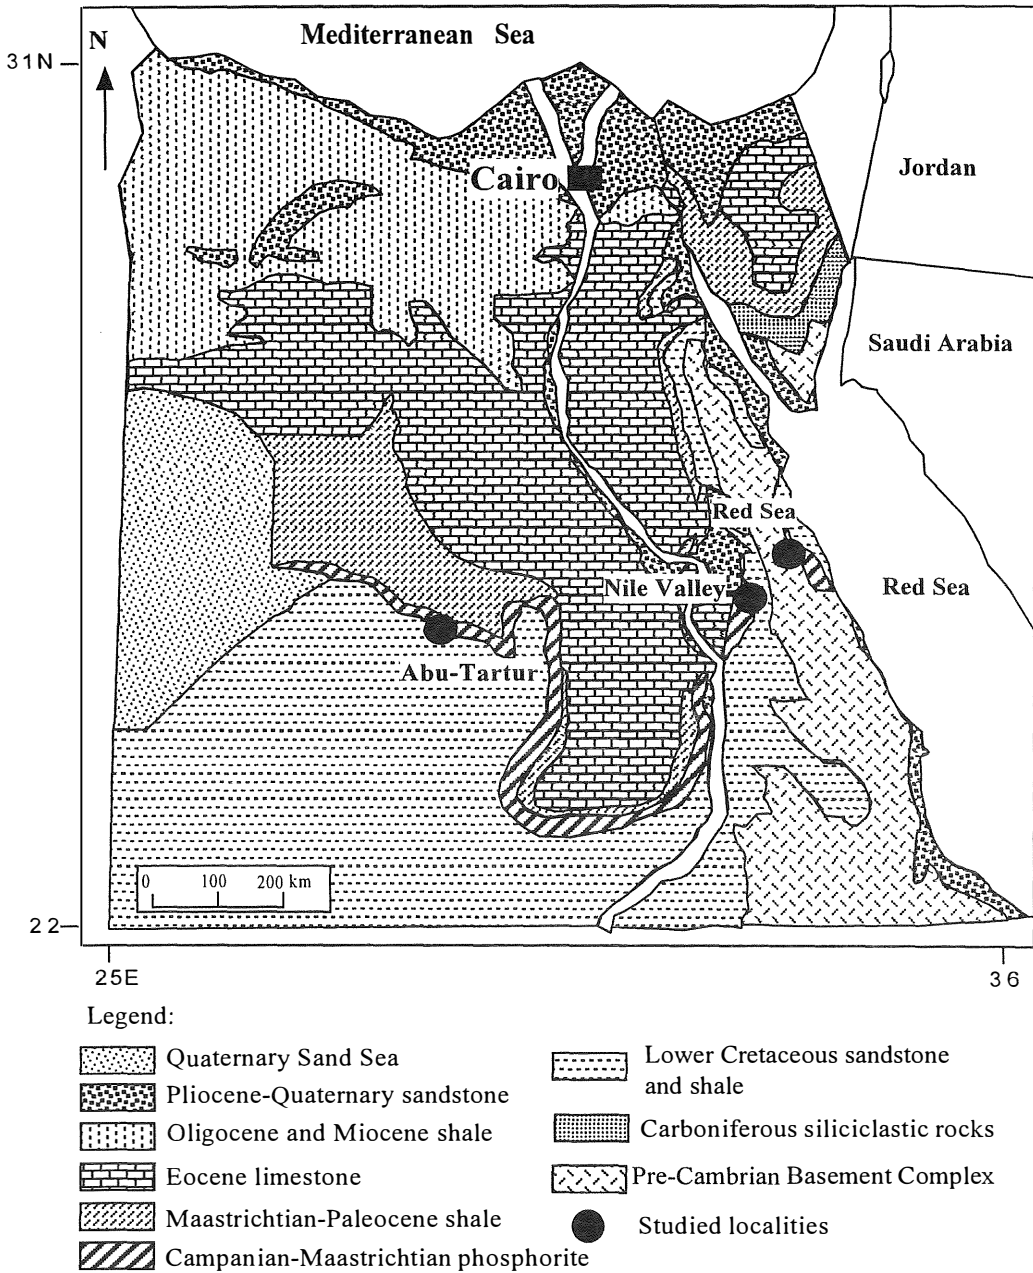 Mediterranean Sea
N
31N
Cairo
Jordan
Saudi Arabia
Red Sea
Nile Valley
Red Sea
Abu-Tartur
0 100 200 km
22
25E
36
Legend:
Quaternary Sand Sea
Pliocene-Quaternary sandstone
Oligocene and Miocene shale
Eocene limestone
Maastrichtian-Paleocene shale
Campanian-Maastrichtian phosphorite
Lower Cretaceous sandstone
and shale
Carboniferous siliciclastic rocks
Pre-Cambrian Basement Complex
Studied localities